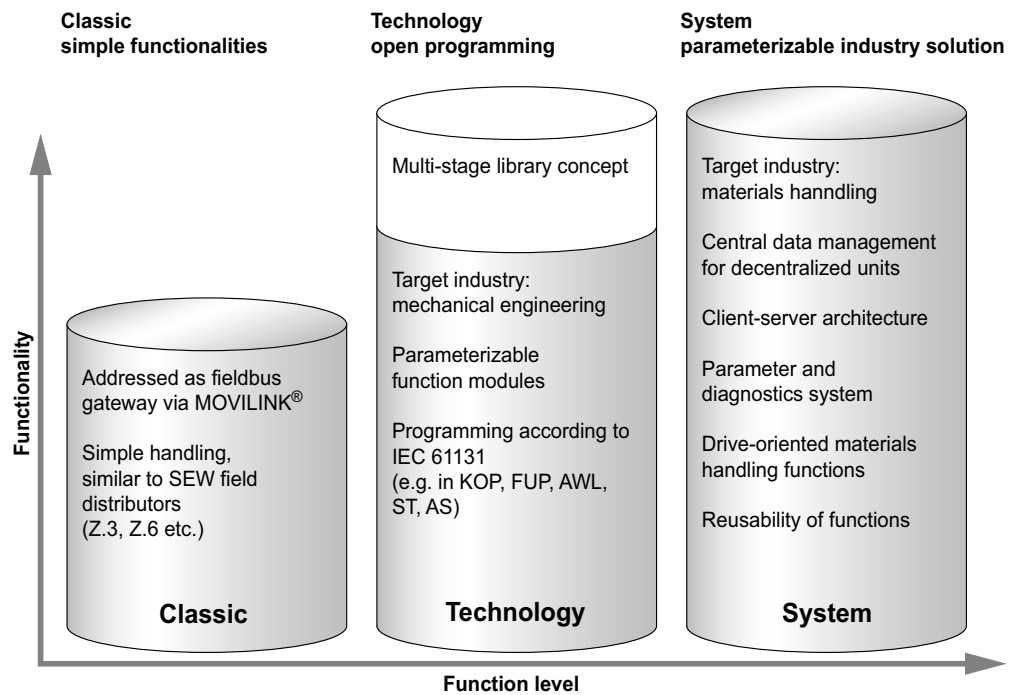 Classic
simple functionalities
Technology
open programming
System
parameterizable industry solution
Functionality
Addressed as fieldbus
gateway via MOVILINK®
Simple handling,
similar to SEW field
distributors
(Z.3, Z.6 etc.)
Classic
Multi-stage library concept
Target industry:
mechanical engineering
Parameterizable
function modules
Programming according to
IEC 61131
(e.g. in KOP, FUP, AWL,
ST, AS)
Technology
Target industry:
materials hanndling
Central data management
for decentralized units
Client-server architecture
Parameter and
diagnostics system
Drive-oriented materials
handling functions
Reusability of functions
System
Function level